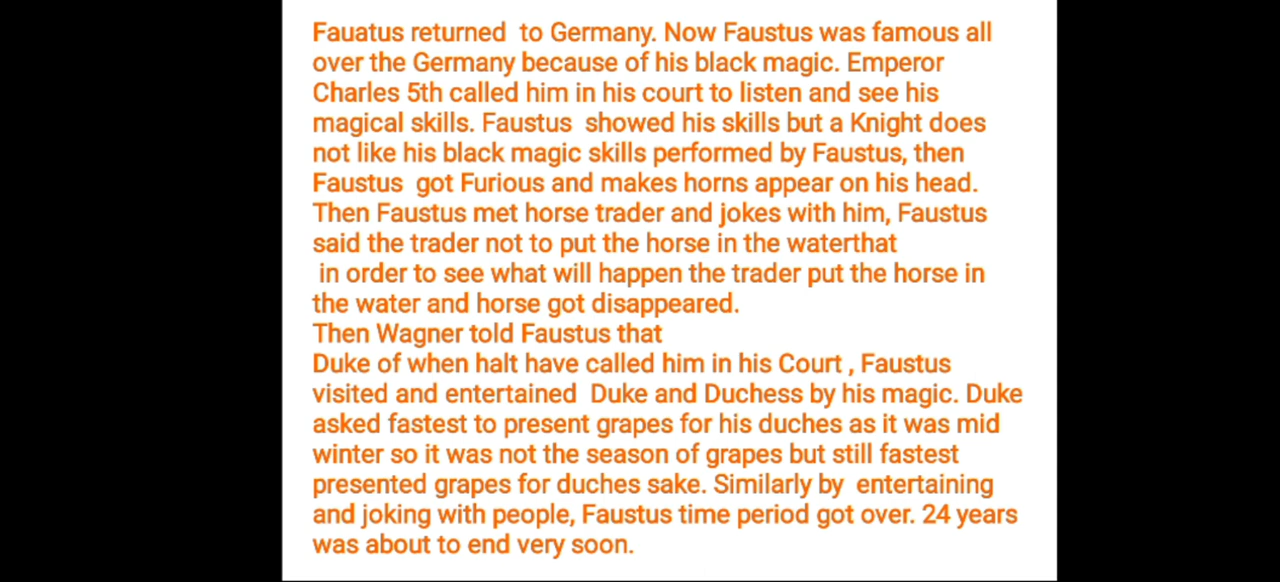 Fauatus returned to Germany. Now Faustus was famous all
over the Germany because of his black magic. Emperor
Charles 5th called him in his court to listen and see his
magical skills. Faustus showed his skills but a Knight does
not like his black magic skills performed by Faustus, then
Faustus got Furious and makes horns appear on his head.
Then Faustus met horse trader and jokes with him, Faustus
said the trader not to put the horse in the waterthat
in order to see what will happen the trader put the horse in
the water and horse got disappeared.
Then Wagner told Faustus that
Duke of when halt have called him in his Court , Faustus
visited and entertained Duke and Duchess by his magic. Duke
asked fastest to present grapes for his duches as it was mid
winter so it was not the season of grapes but still fastest
presented grapes for duches sake. Similarly by entertaining
and joking with people, Faustus time period got over. 24 years
was about to end very soon.